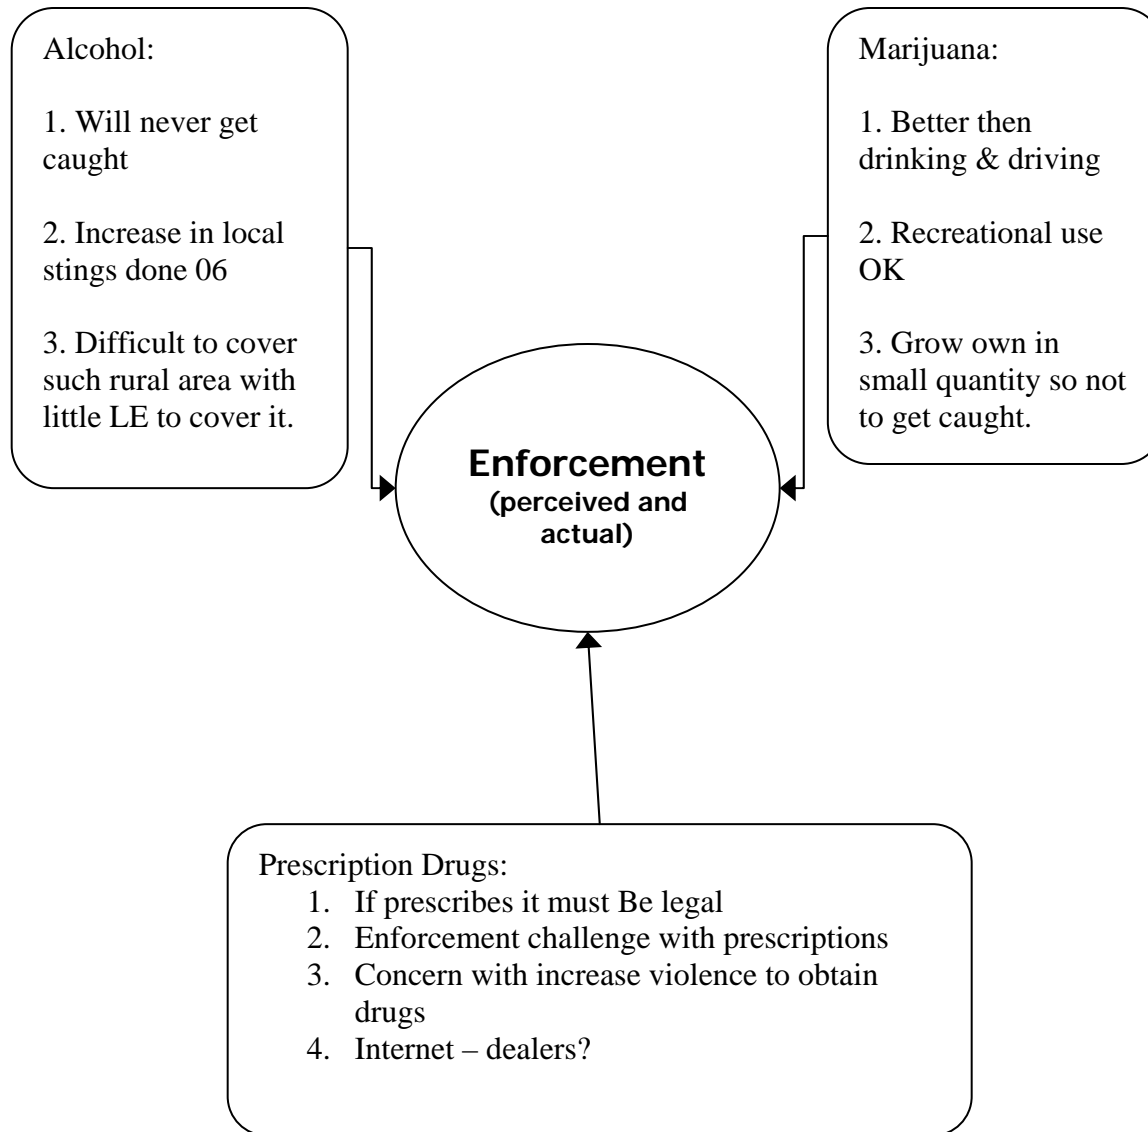 Alcohol:
1. Will never get
caught
2. Increase in local
stings done 06
3. Difficult to cover
such rural area with
little LE to cover it.
Marijuana:
1. Better then
drinking & driving
2. Recreational use
OK
3. Grow own in
small quantity so not
to get caught.
Enforcement
(perceived and
actual)
Prescription Drugs:
1. If prescribes it must Be legal
2. Enforcement challenge with prescriptions
3. Concern with increase violence to obtain
drugs
4. Internet – dealers?